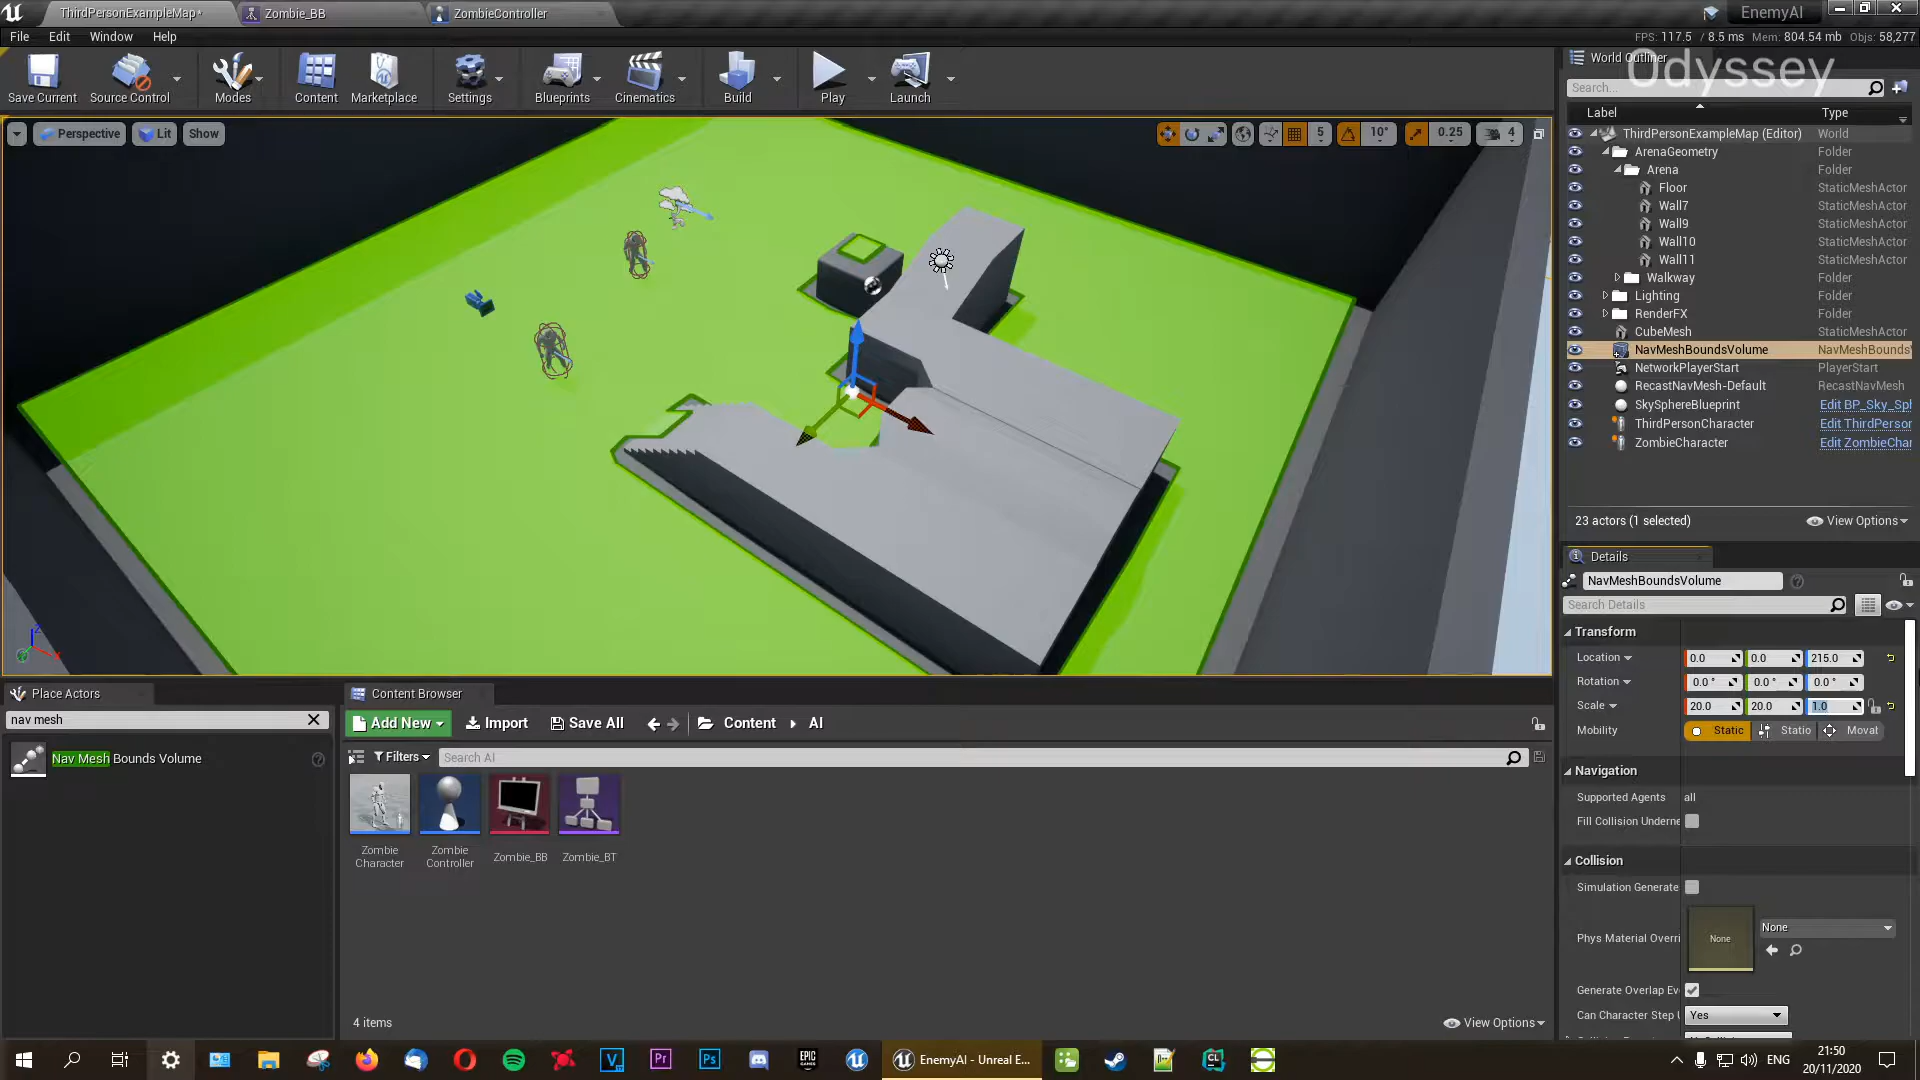 ThirdPersonExampleMap*
Zombie_BB
ZombieController
EnemyAI
File
Edit
Window
Help
FPS: 117.5 / 8.5 ms
Mem: 804.54 mb
Objs: 58,277
Save Current
Source Control
Modes
Content
Marketplace
Settings
Blueprints
Cinematics
Build
Play
Launch
World Outliner
Odyssey
Search...
Label
Type
Perspective
Lit
Show
5
10°
0.25
4
ThirdPersonExampleMap (Editor)
World
ArenaGeometry
Folder
Arena
Folder
Floor
StaticMeshActor
Wall7
StaticMeshActor
Wall9
StaticMeshActor
Wall10
StaticMeshActor
Wall11
StaticMeshActor
Walkway
Folder
Lighting
Folder
RenderFX
Folder
CubeMesh
StaticMeshActor
NavMeshBoundsVolume
NavMeshBoundsV
NetworkPlayerStart
PlayerStart
RecastNavMesh-Default
RecastNavMesh
SkySphereBlueprint
Edit BP_Sky_Sph
ThirdPersonCharacter
Edit ThirdPerson
ZombieCharacter
Edit ZombieChar
23 actors (1 selected)
View Options
Details
NavMeshBoundsVolume
Search Details
Transform
Location
0.0
0.0
215.0
Rotation
0.0 °
0.0 °
0.0 °
Scale
20.0
20.0
1.0
Mobility
Static
Statio
Movab
Navigation
Supported Agents
all
Fill Collision Underne
Collision
Simulation Generate
Phys Material Overri
None
None
Generate Overlap Ev
Can Character Step U
Yes
Place Actors
nav mesh
Nav Mesh Bounds Volume
Content Browser
Add New
Import
Save All
Content
AI
Filters
Search AI
Zombie
Character
Zombie
Controller
Zombie_BB
Zombie_BT
4 items
View Options
EnemyAI - Unreal E...
ENG
21:50
20/11/2020